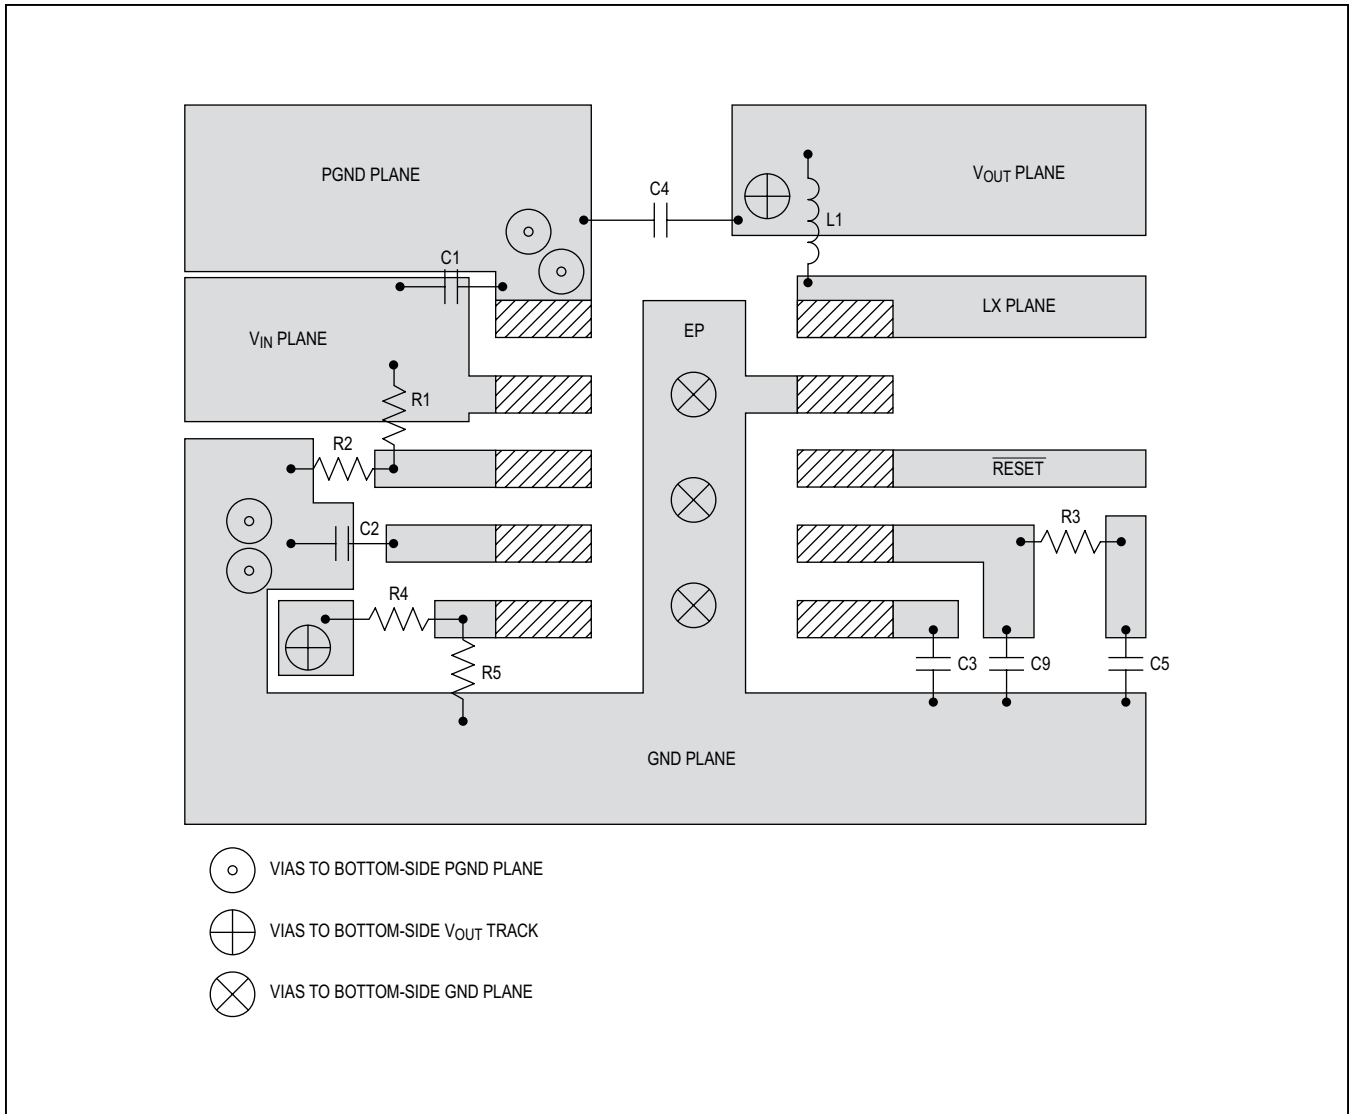 PGND PLANE
C4
VOUT PLANE
L1
C1
LX PLANE
EP
VIN PLANE
R1
R2
RESET
R3
C2
R4
R5
C3
C9
C5
GND PLANE
VIAS TO BOTTOM-SIDE PGND PLANE
VIAS TO BOTTOM-SIDE VOUT TRACK
VIAS TO BOTTOM-SIDE GND PLANE